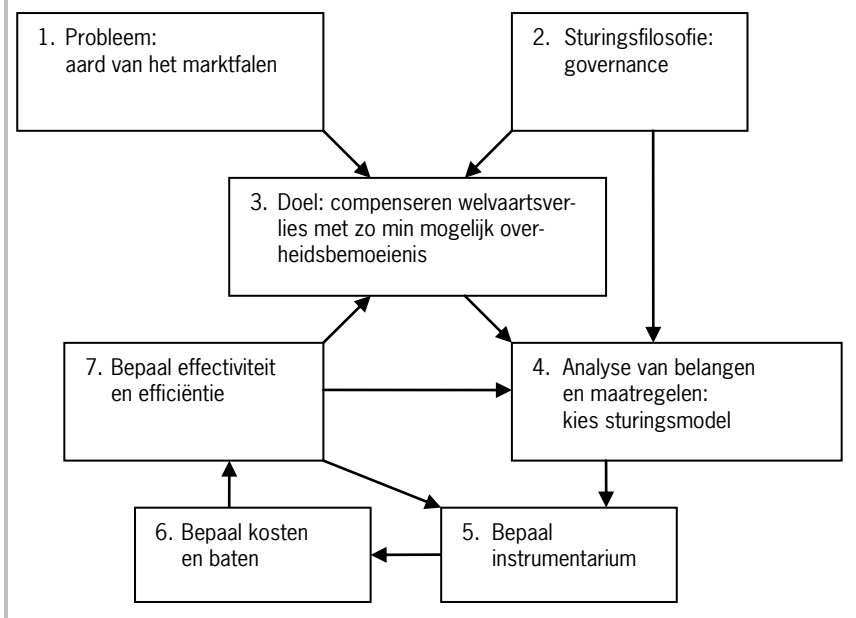 1. Probleem:
aard van het marktfalen
2. Sturingsfilosofie:
governance
3. Doel: compenseren welvaartsver-
lies met zo min mogelijk over-
heidsbemoeienis
7. Bepaal effectiviteit
en efficiëntie
4. Analyse van belangen
en maatregelen:
kies sturingsmodel
6. Bepaal kosten
en baten
5. Bepaal
instrumentarium